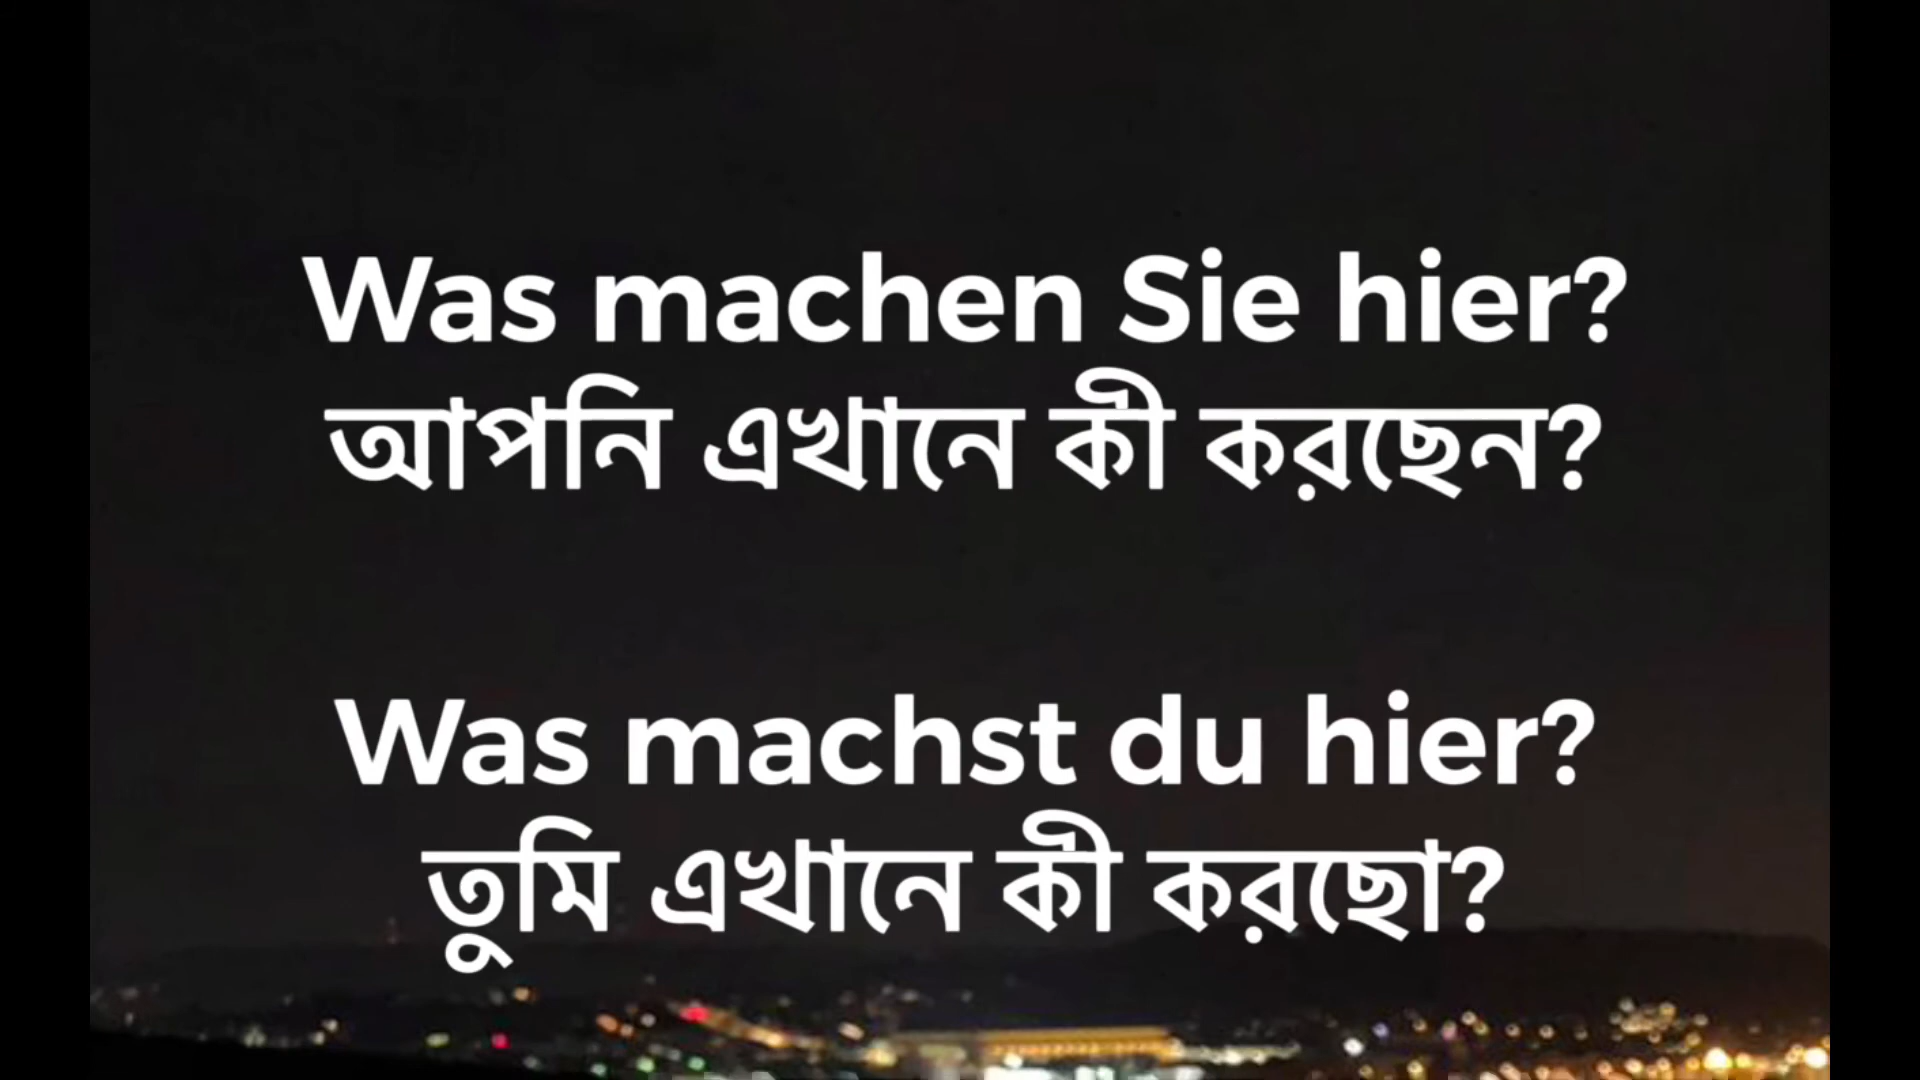 Was machen Sie hier?
আপনি এখানে কী করছেন?
Was machst du hier?
তুমি এখানে কী করছো?